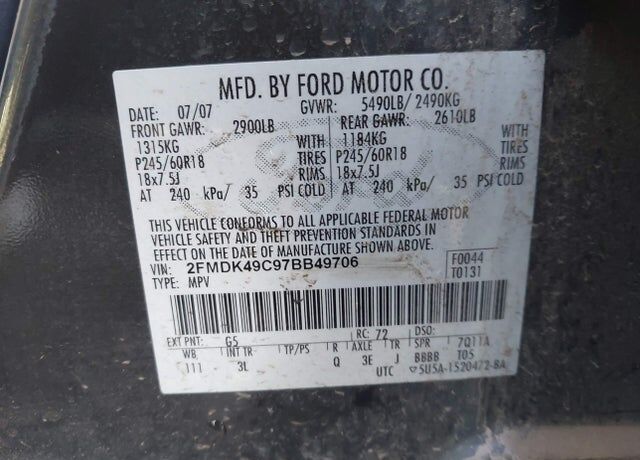 MFD. BY FORD MOTOR CO.
DATE: 07/07 GVWR: 5490LB/ 2490KG
FRONT GAWR: 2900LB REAR GAWR: 2610LB
1315KG WITH 1184KG WITH
P245/60R18 TIRES P245/60R18 TIRES
18x7.5J RIMS 18x7.5J RIMS
AT 240 kPa/ 35 PSI COLD AT 240 kPa/ 35 PSI COLD
THIS VEHICLE CONFORMS TO ALL APPLICABLE FEDERAL MOTOR
VEHICLE SAFETY AND THEFT PREVENTION STANDARDS IN
EFFECT ON THE DATE OF MANUFACTURE SHOWN ABOVE.
VIN: 2FMDK49C97BB49706 F0044
TYPE: MPV T0131
EXT PNT: G5 RC: 72 DSO:
WB INT TR TP/PS R AXLE TR SPR 7Q11A
111 3L Q 3E J BBBB T05
UTC 5U5A-1520472-BA